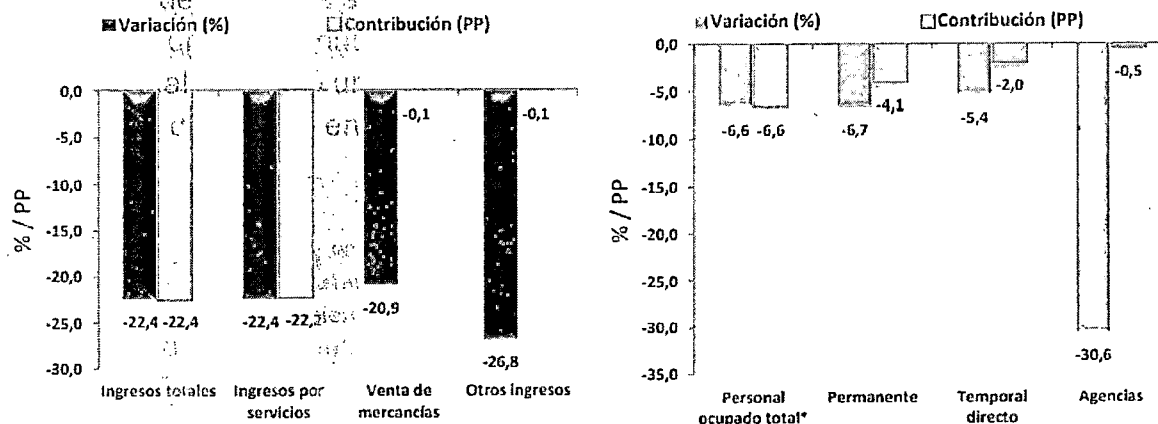 Variación (%) Contribución (PP)
0,0
-5,0
-10,0
-15,0
-20,0
-25,0
-30,0
% / PP
-0,1 -0,1
-22,4 -22,4 -22,4 -20,9
-26,8
Ingresos totales Ingresos por servicios Venta de mercancías Otros ingresos
Variación (%) Contribución (PP)
0,0
-5,0
-10,0
-15,0
-20,0
-25,0
-30,0
-35,0
% / PP
-0,5
-2,0
-4,1
-6,6 -6,6 -6,7 -5,4
-30,6
Personal ocupado total* Permanente Temporal directo Agencias